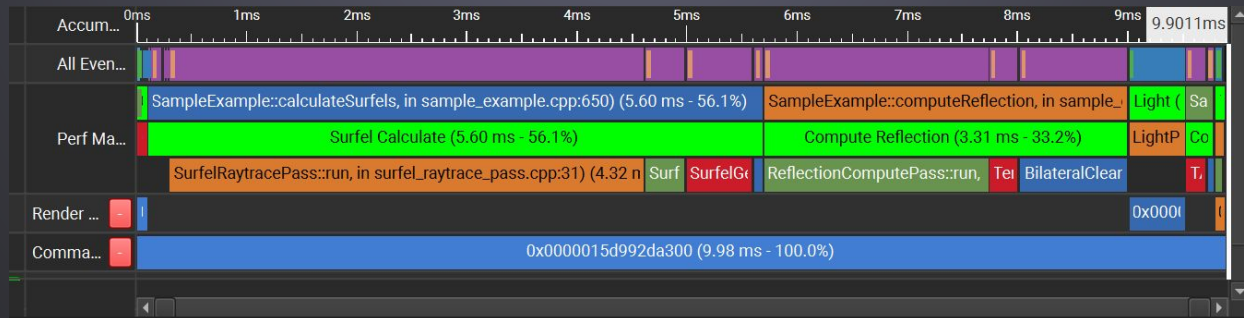 Accum... 0ms 1ms 2ms 3ms 4ms 5ms 6ms 7ms 8ms 9ms 9.9011ms
All Even...
Perf Ma...
SampleExample::calculateSurfels, in sample_example.cpp:650) (5.60 ms - 56.1%) SampleExample::computeReflection, in sample_ Light ( Sa
Surfel Calculate (5.60 ms - 56.1%) Compute Reflection (3.31 ms - 33.2%) LightP Co
SurfelRaytracePass::run, in surfel_raytrace_pass.cpp:31) (4.32 m Surf SurfelGe ReflectionComputePass::run, Tei BilateralClear T
Render ... - 0x000(
Comma... - 0x0000015d992da300 (9.98 ms - 100.0%)